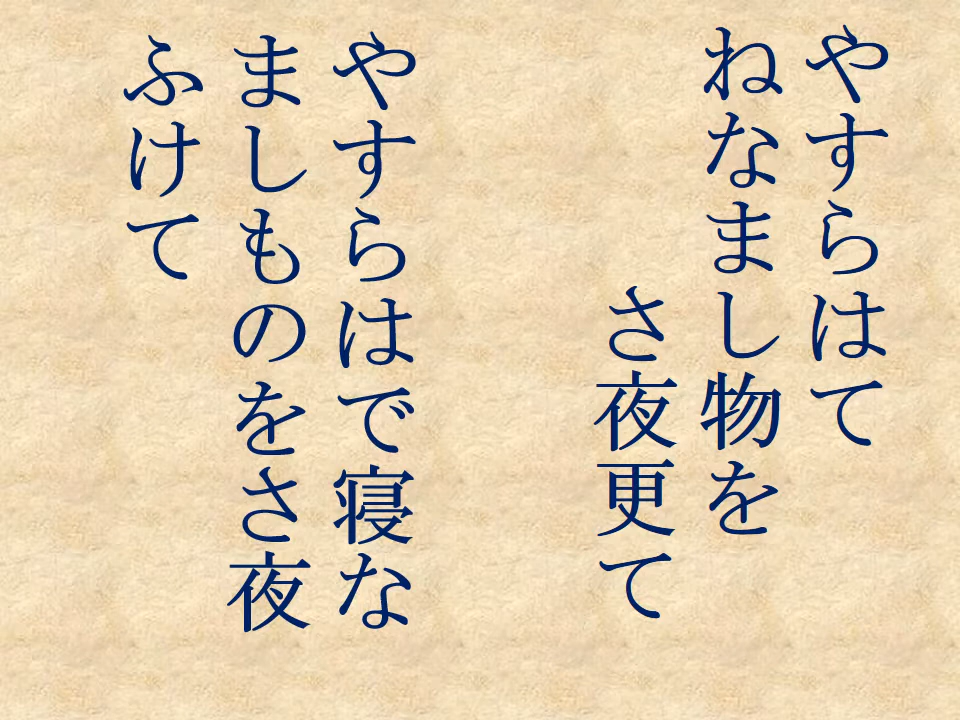 やすらはて
ねなまし物を
さ夜更て
やすらはで寝な
ましものをさ夜
ふけて